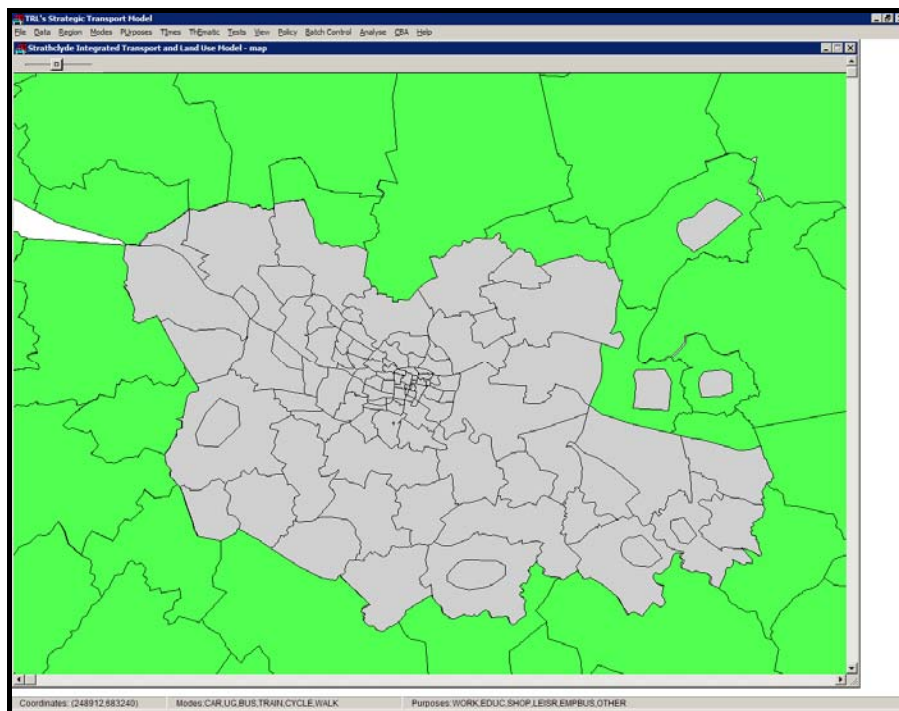 TRL's Strategic Transport Model
File Data Region Modes PUrposes TImes ThEmatic Tests View Policy Batch Control Analyse CBA Help
Strathclyde Integrated Transport and Land Use Model - map
Coordinates: (248912,683240) Modes:CAR,UG,BUS,TRAIN,CYCLE,WALK Purposes:WORK,EDUC,SHOP,LEISR,EMPBUS,OTHER